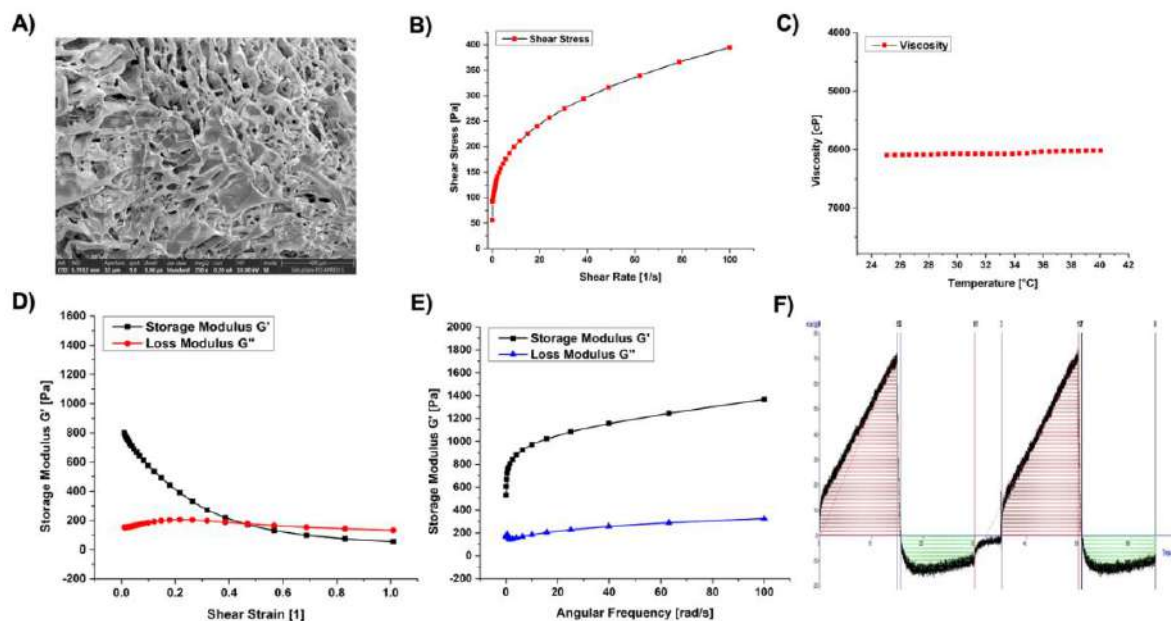 A)
B)
Shear Stress
Shear Stress [Pa]
400
350
300
250
200
150
100
50
0
0 20 40 60 80 100
Shear Rate [1/s]
C)
Viscosity
Viscosity [cP]
4000
5000
6000
7000
24 26 28 30 32 34 36 38 40 42
Temperature [°C]
D)
Storage Modulus G'
Loss Modulus G"
Storage Modulus G' [Pa]
1600
1400
1200
1000
800
600
400
200
0
-200
0.0 0.2 0.4 0.6 0.8 1.0
Shear Strain [1]
E)
Storage Modulus G'
Loss Modulus G"
Storage Modulus G' [Pa]
2000
1800
1600
1400
1200
1000
800
600
400
200
0
-200
0 20 40 60 80 100
Angular Frequency [rad/s]
F)